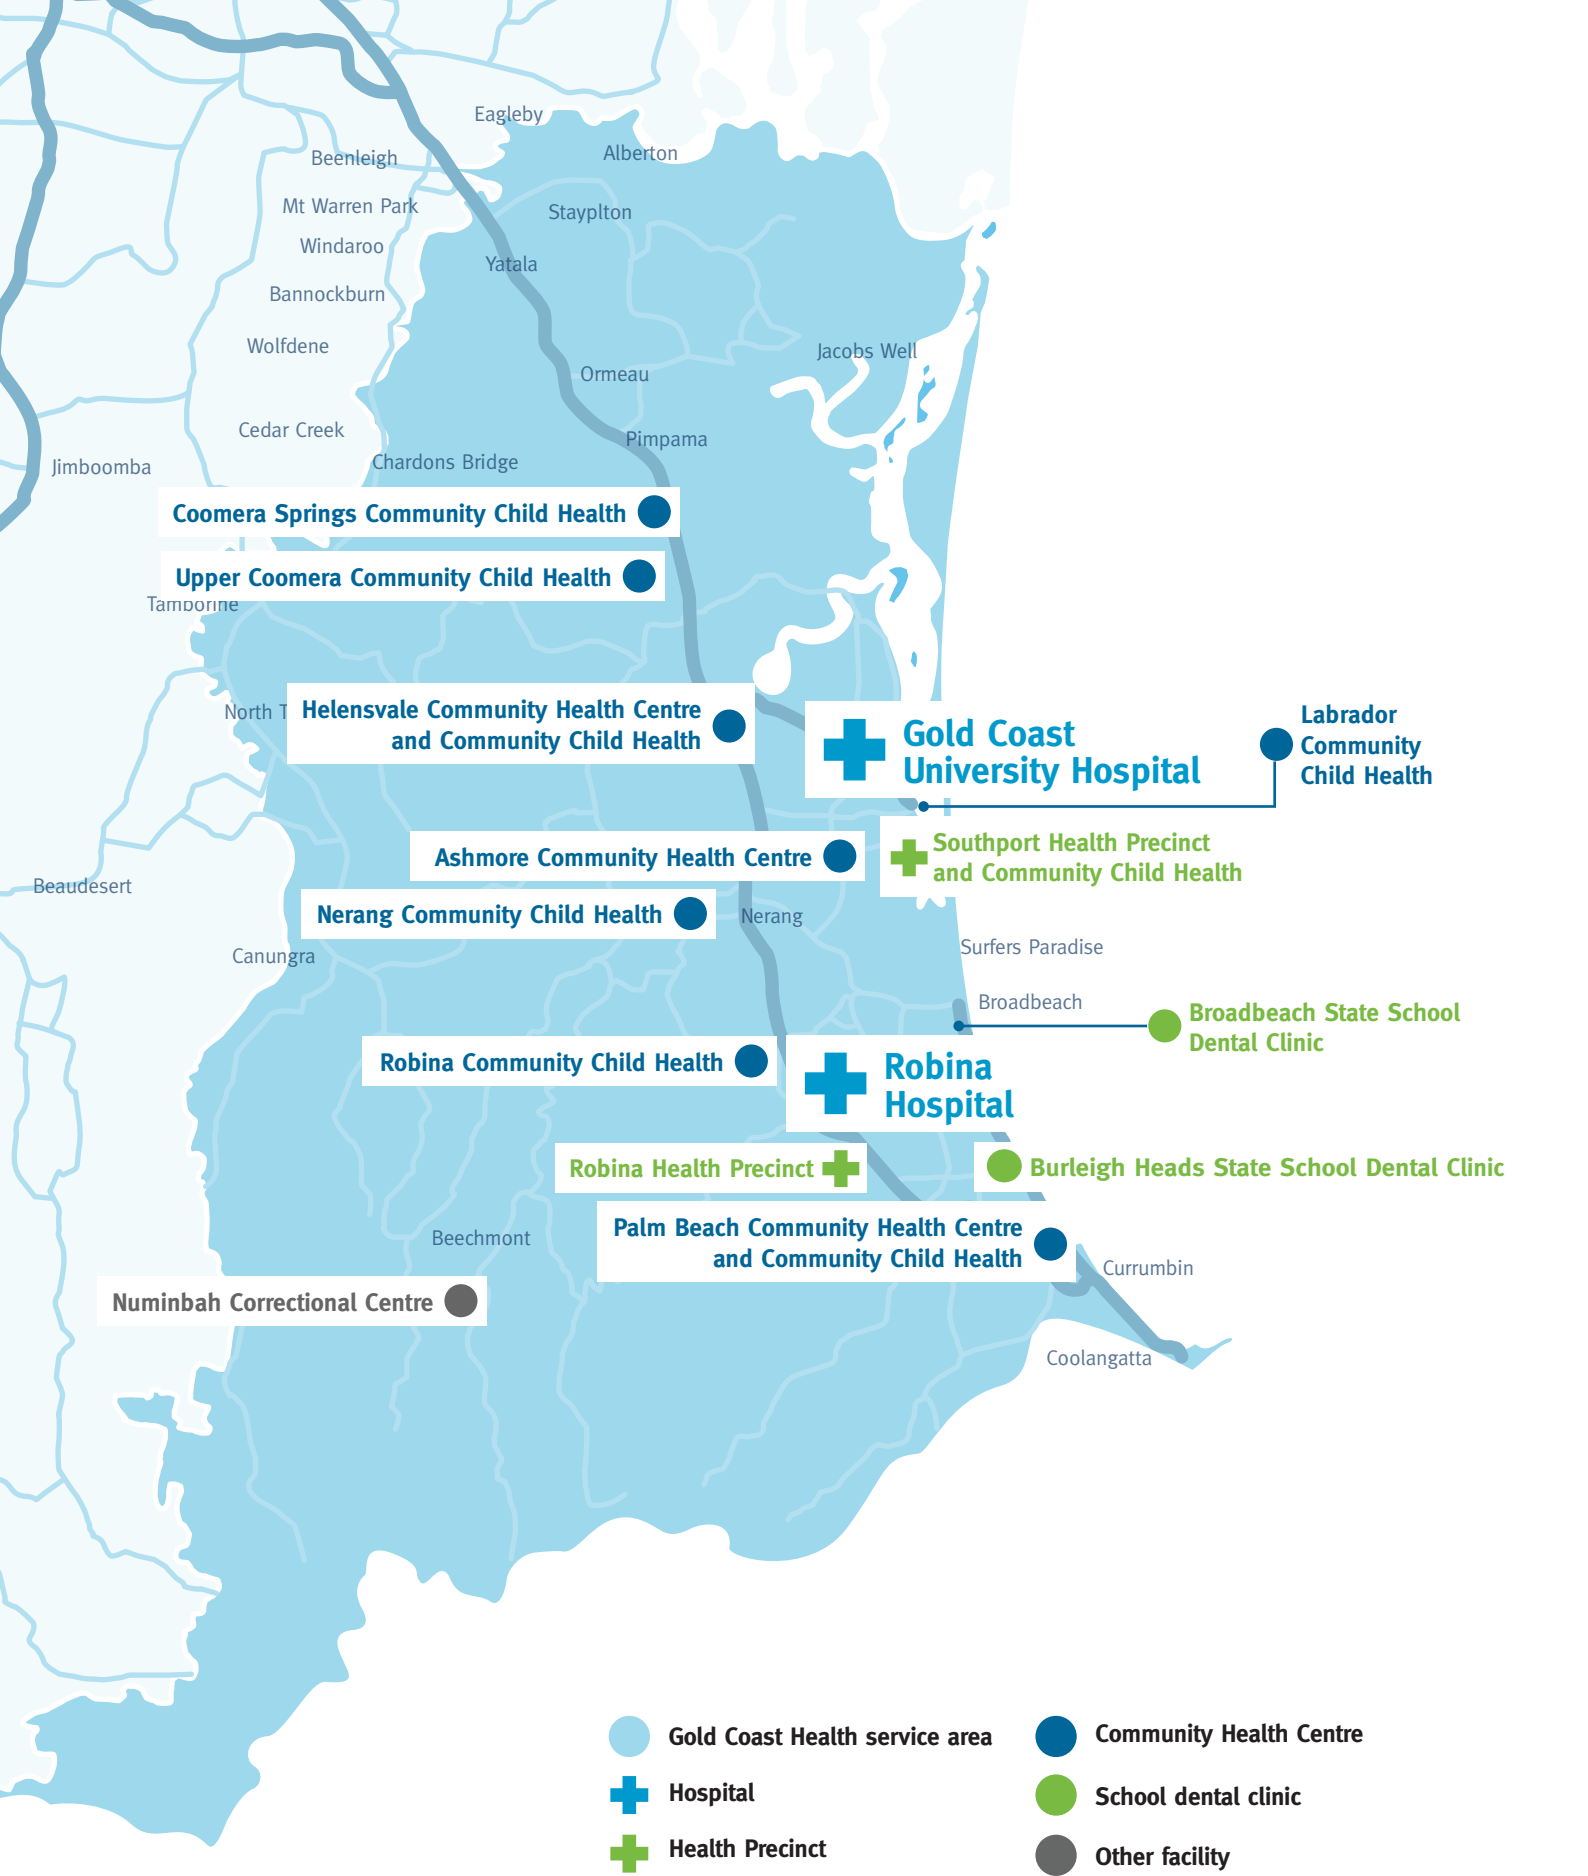 Eagleby
Alberton
Beenleigh
Mt Warren Park
Stayplton
Windaroo
Yatala
Bannockburn
Wolfdene
Jacobs Well
Ormeau
Cedar Creek
Pimpama
Chardons Bridge
Jimboomba
Coomera Springs Community Child Health
Upper Coomera Community Child Health
Tamborine
North T
Helensvale Community Health Centre
and Community Child Health
Gold Coast
University Hospital
Labrador
Community
Child Health
Southport Health Precinct
and Community Child Health
Ashmore Community Health Centre
Beaudesert
Nerang Community Child Health
Nerang
Surfers Paradise
Canungra
Broadbeach
Broadbeach State School
Dental Clinic
Robina Community Child Health
Robina
Hospital
Robina Health Precinct
Burleigh Heads State School Dental Clinic
Palm Beach Community Health Centre
and Community Child Health
Beechmont
Currumbin
Numinbah Correctional Centre
Coolangatta
Gold Coast Health service area
Hospital
Health Precinct
Community Health Centre
School dental clinic
Other facility